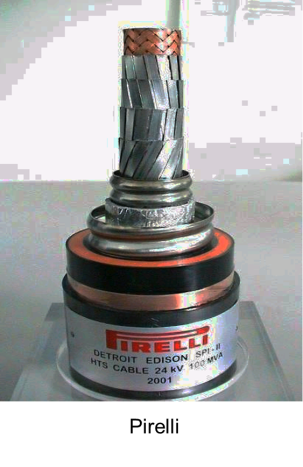 PIRELLI
DETROIT EDISON SPI-II
HTS CABLE 24 kV, 100 MVA
2001
Pirelli